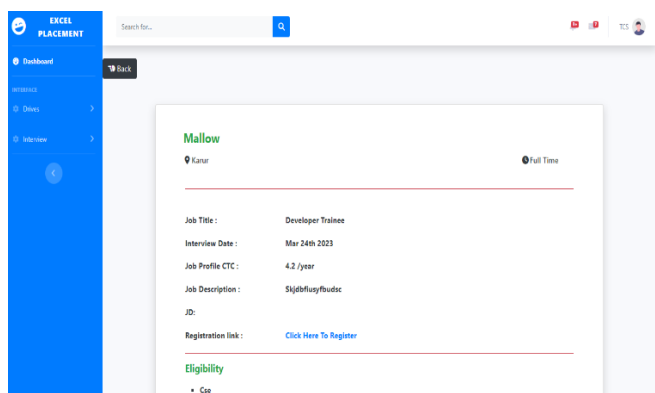 EXCEL
PLACEMENT
Search for...
TCS
Dashboard
Back
INTERFACE
Drives
Interview
Mallow
Karur
Full Time
Job Title : Developer Trainee
Interview Date : Mar 24th 2023
Job Profile CTC : 4.2 /year
Job Description : Skjdbfiusyfbudsc
JD:
Registration link : Click Here To Register
Eligibility
Cse